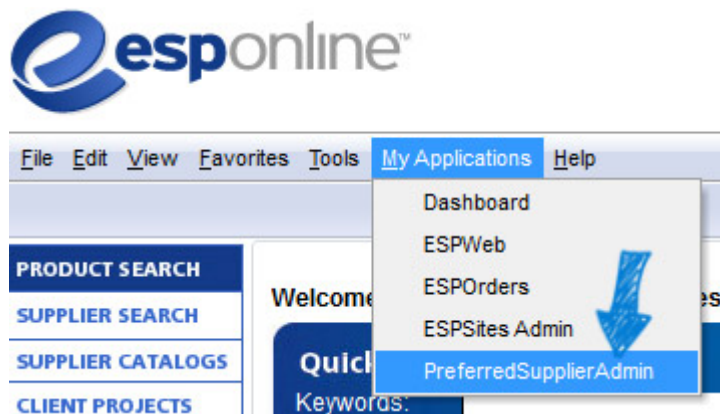 esponline™
File Edit View Favorites Tools My Applications Help
Dashboard
ESPWeb
ESPOrders
ESPSites Admin
PreferredSupplierAdmin
PRODUCT SEARCH
SUPPLIER SEARCH
SUPPLIER CATALOGS
CLIENT PROJECTS
Welcome
Quick
Keywords: